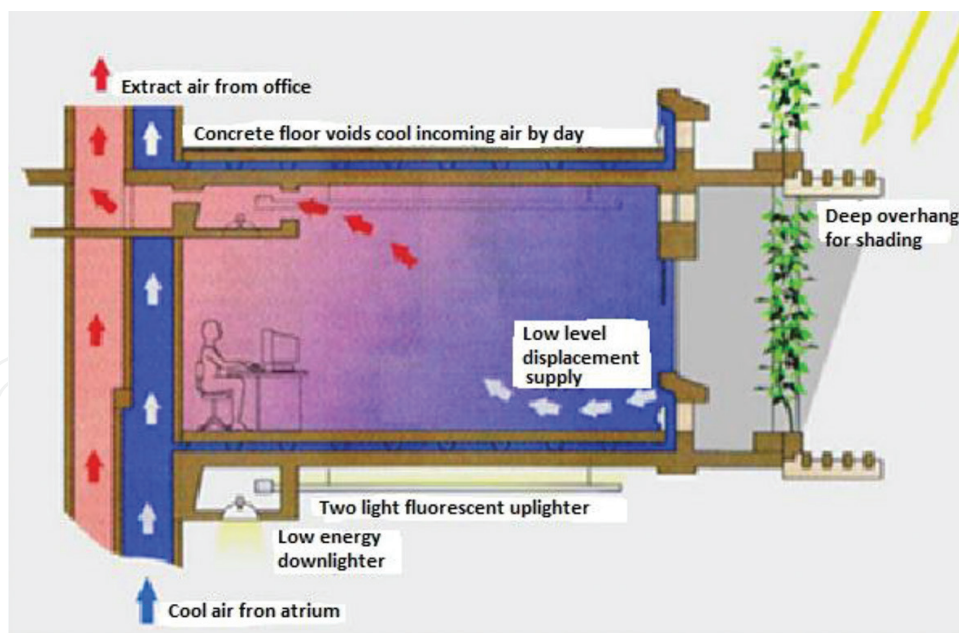 Extract air from office
Concrete floor voids cool incoming air by day
Deep overhang
for shading
Low level
displacement
supply
Two light fluorescent uplighter
Low energy
downlighter
Cool air fron atrium